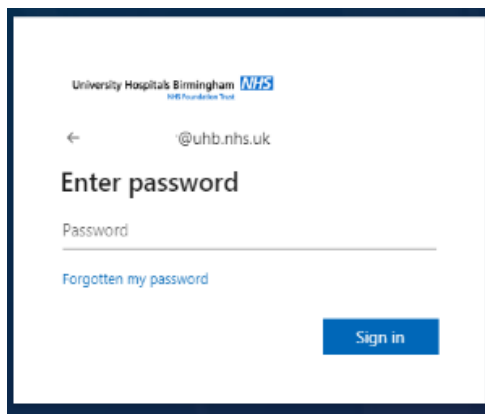 University Hospitals Birmingham NHS
NHS Foundation Trust
@uhb.nhs.uk
Enter password
Password
Forgotten my password
Sign in